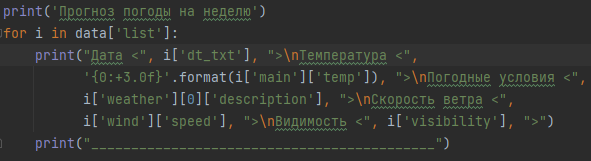 print('Прогноз погоды на неделю')
for i in data['list']:
    print("Дата <", i['dt_txt'], ">\nТемпература <",
          '{0:+3.0f}'.format(i['main']['temp']), ">\nПогодные условия <",
          i['weather'][0]['description'], ">\nСкорость ветра <",
          i['wind']['speed'], ">\nВидимость <", i['visibility'], ">")
    print("___________________________________________")